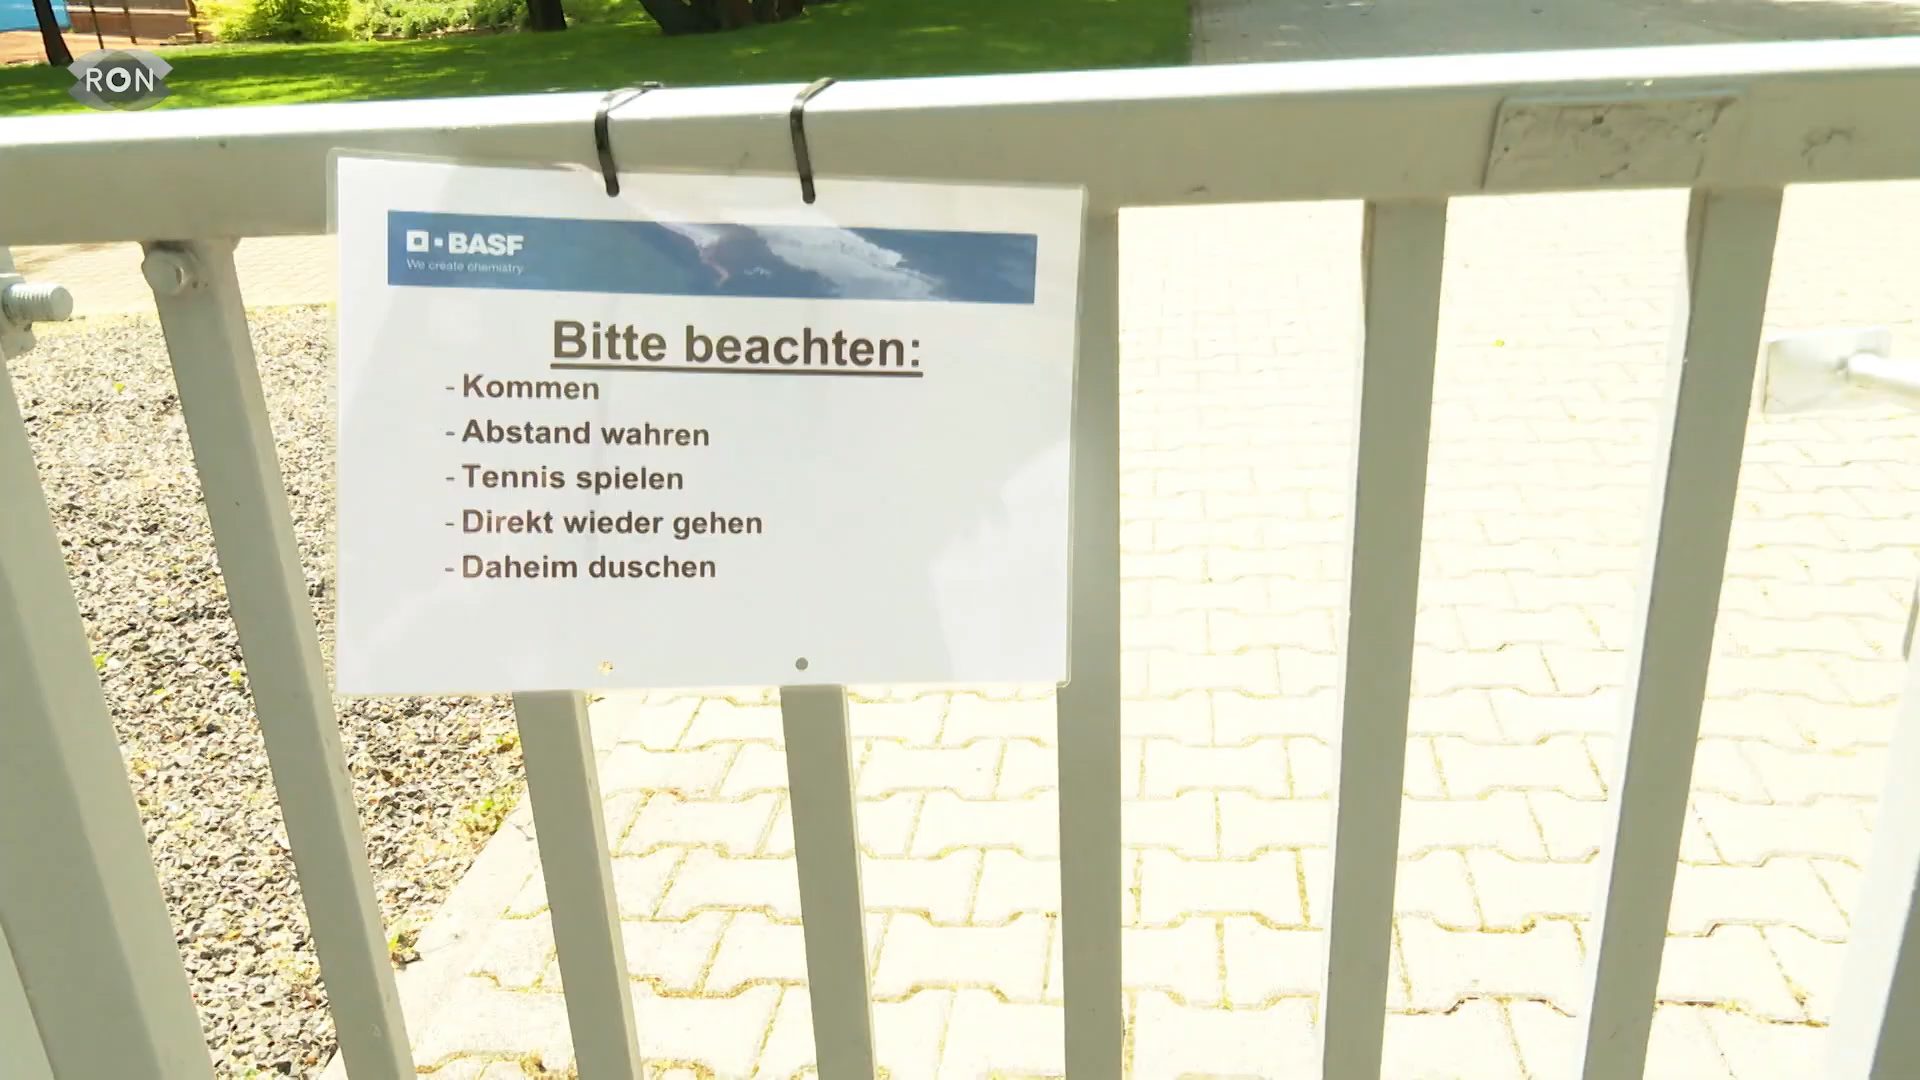 RON
BASF
We create chemistry
Bitte beachten:
- Kommen
- Abstand wahren
- Tennis spielen
- Direkt wieder gehen
- Daheim duschen